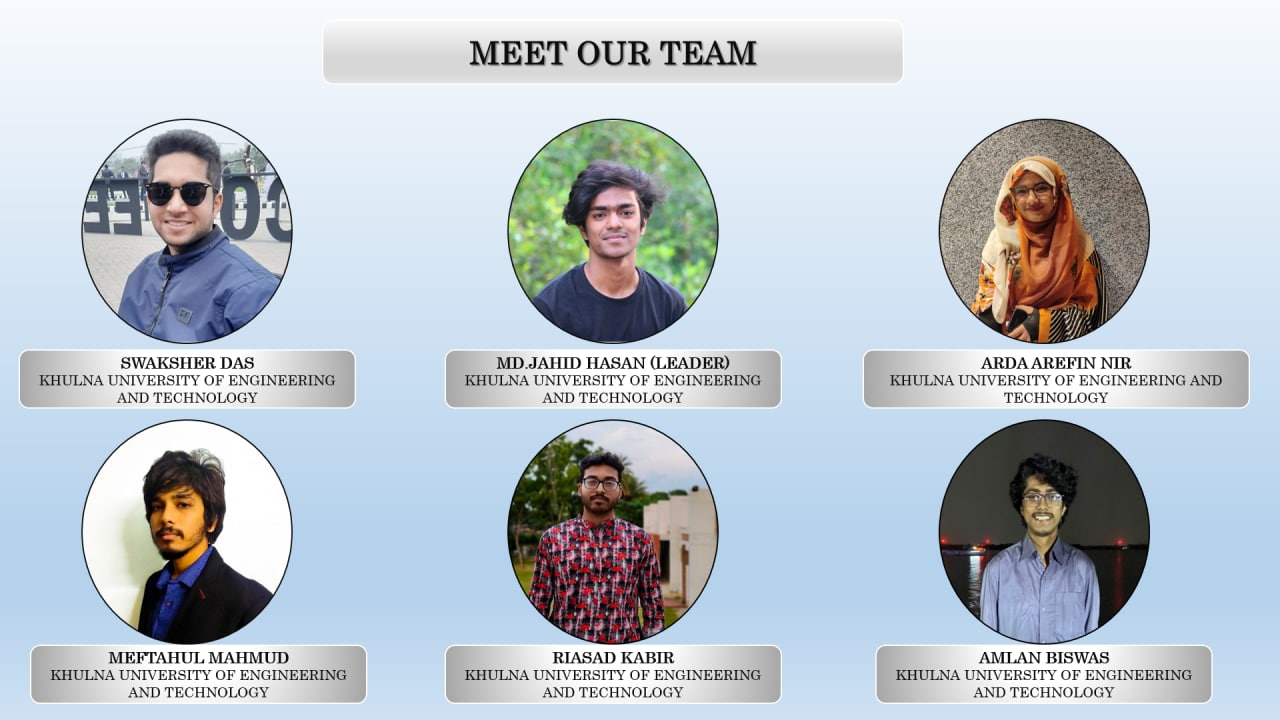 MEET OUR TEAM
SWAKSHER DAS
KHULNA UNIVERSITY OF ENGINEERING
AND TECHNOLOGY
MD.JAHID HASAN (LEADER)
KHULNA UNIVERSITY OF ENGINEERING
AND TECHNOLOGY
ARDA AREFIN NIR
KHULNA UNIVERSITY OF ENGINEERING AND
TECHNOLOGY
MEFTAHUL MAHMUD
KHULNA UNIVERSITY OF ENGINEERING
AND TECHNOLOGY
RIASAD KABIR
KHULNA UNIVERSITY OF ENGINEERING
AND TECHNOLOGY
AMLAN BISWAS
KHULNA UNIVERSITY OF ENGINEERING
AND TECHNOLOGY